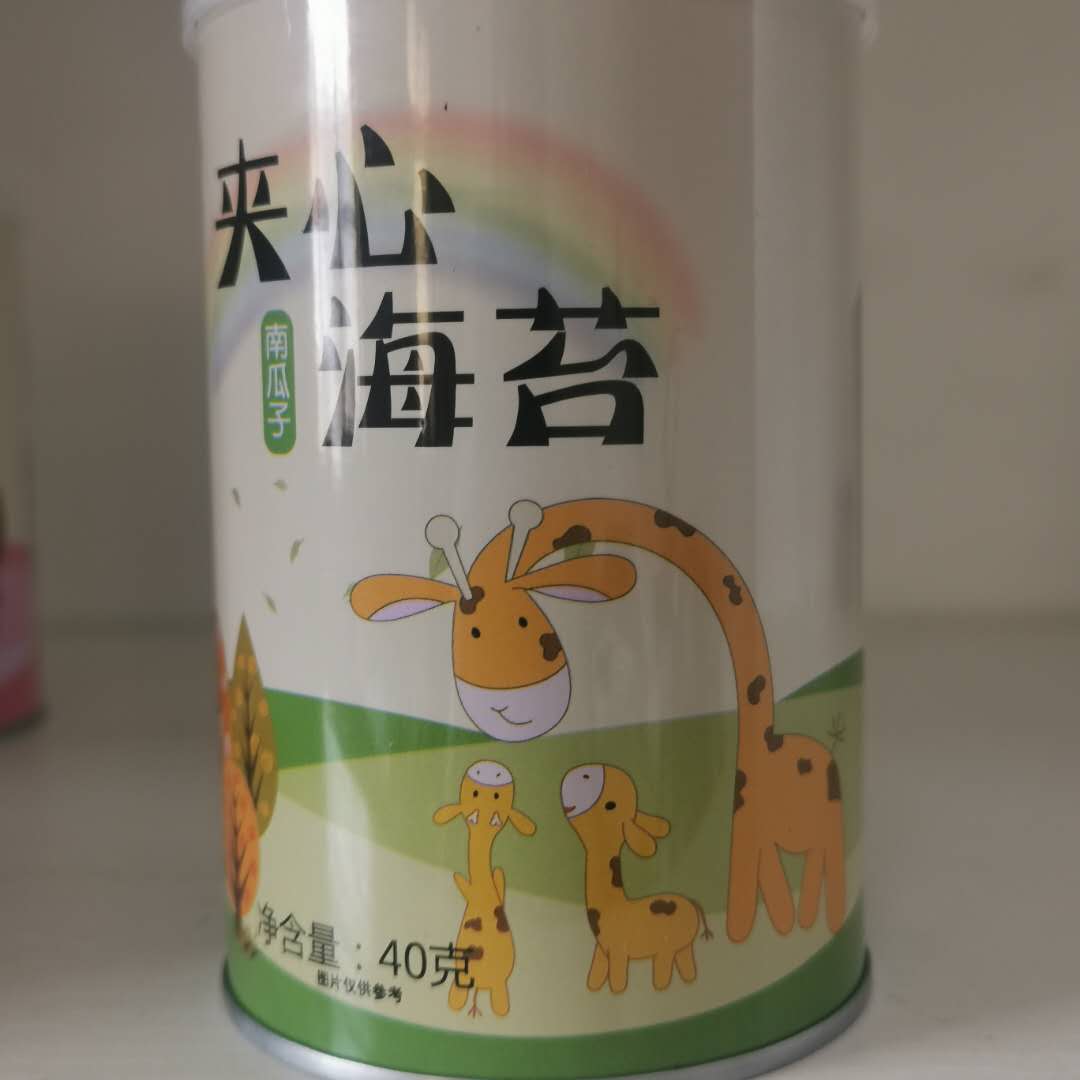 夹心
南瓜子
海苔
净含量：40克
图片仅供参考